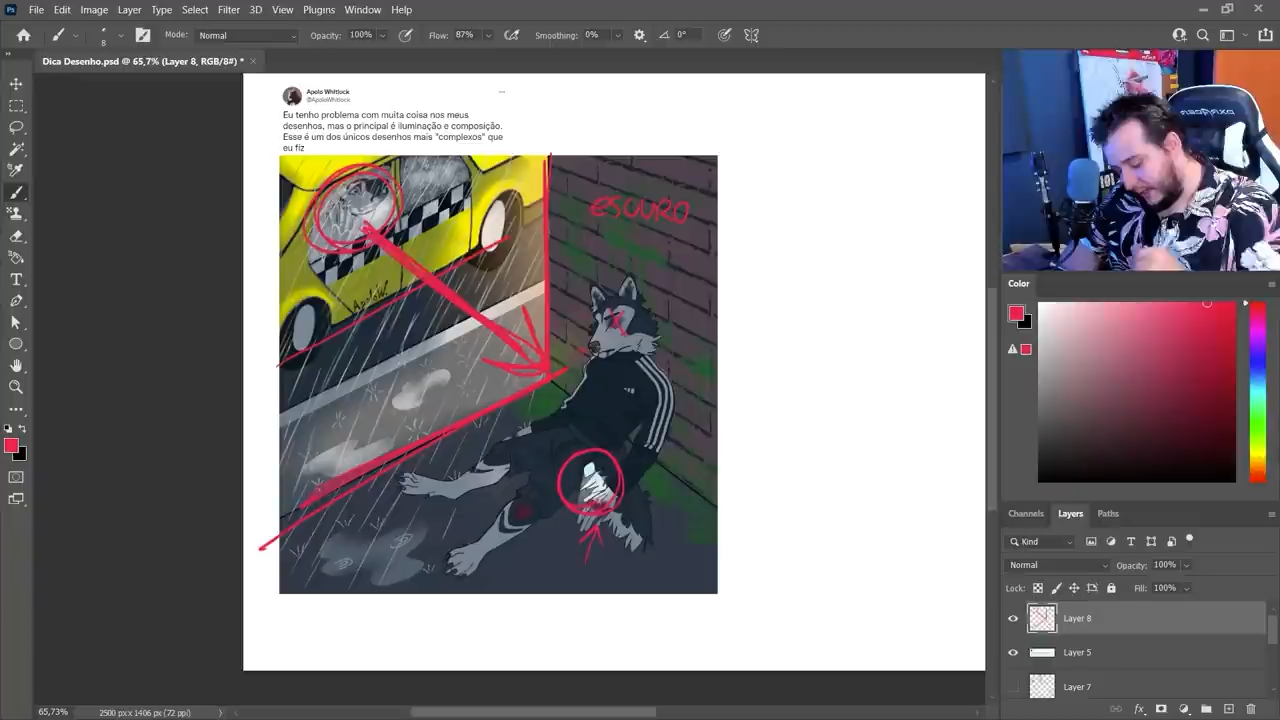 Ps File Edit Image Layer Type Select Filter 3D View Plugins Window Help
8 Mode: Normal Opacity: 100% Flow: 87% Smoothing: 0% 0°
Dica Desenho.psd @ 65,7% (Layer 8, RGB/8#) *
Apolo Whitlock
@ApoloWhitlock
Eu tenho problema com muita coisa nos meus
desenhos, mas o principal é iluminação e composição.
Esse é um dos únicos desenhos mais "complexos" que
eu fiz
escuro
ApoloW
Color
Channels Layers Paths
Kind
Normal Opacity: 100%
Lock: Fill: 100%
Layer 8
Layer 5
Layer 7
65,73% 2500 px x 1406 px (72 ppi)